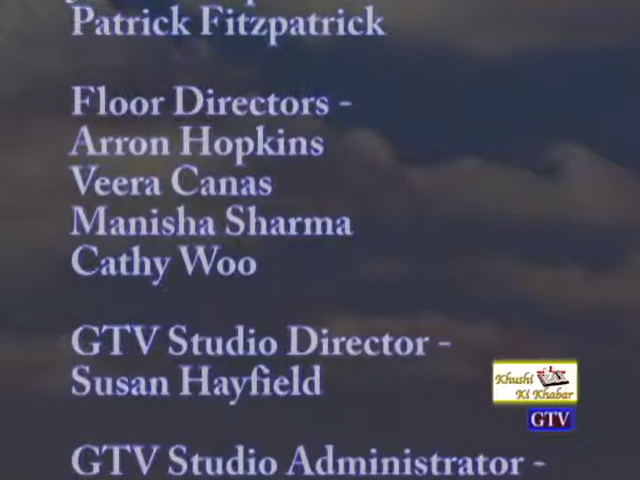 Patrick Fitzpatrick
Floor Directors -
Arron Hopkins
Veera Canas
Manisha Sharma
Cathy Woo
GTV Studio Director -
Susan Hayfield
Khushi
Ki Khabar
GTV
GTV Studio Administrator -